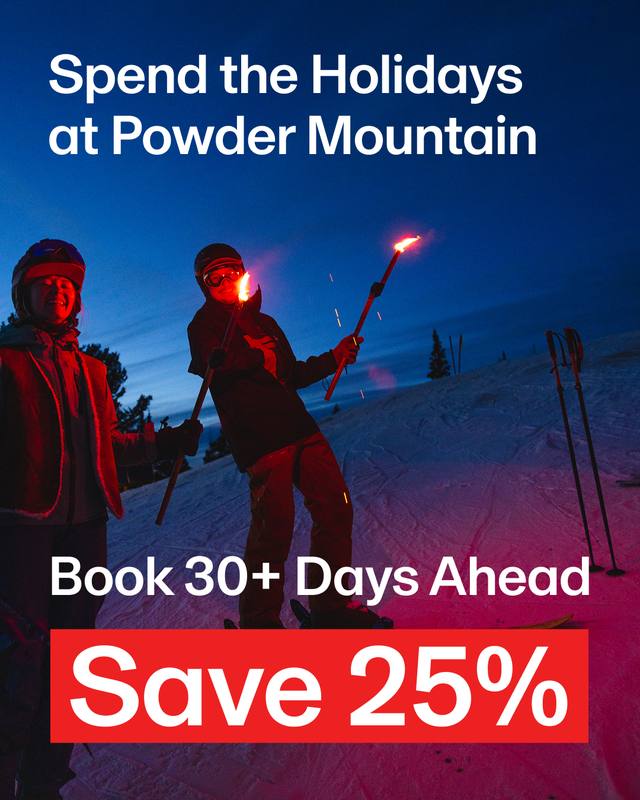 Spend the Holidays
at Powder Mountain
Book 30+ Days Ahead
Save 25%